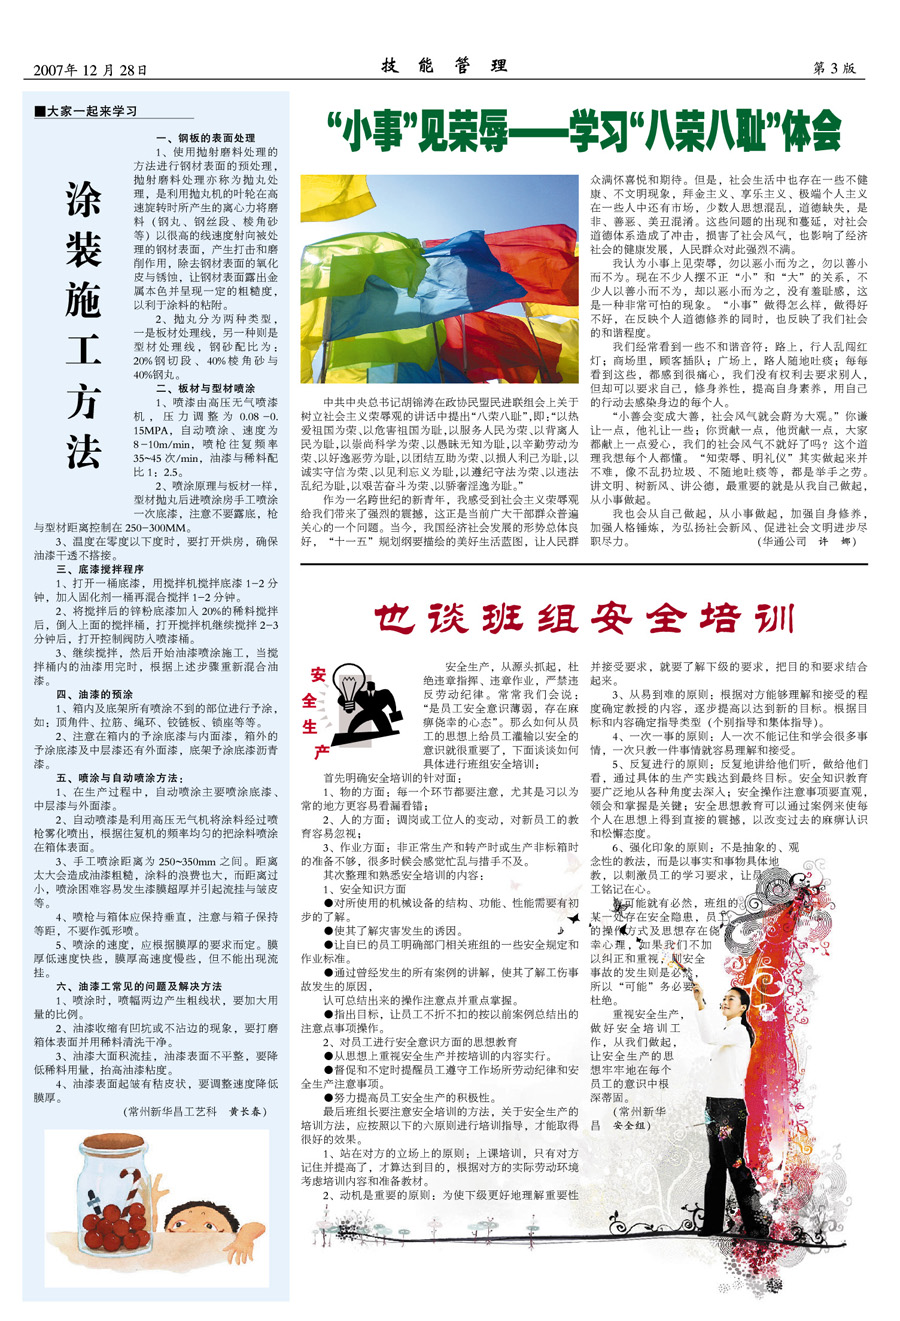 2007年 12 月 28日
技 能 管 理
第 3 版
■大家一起来学习
涂装施工方法
一、钢板的表面处理
1、使用抛射磨料处理的
方法进行钢材表面的预处理，
抛射磨料处理亦称为抛丸处
理，是利用抛丸机的叶轮在高
速旋转时所产生的离心力将磨
料（钢丸、钢丝段、棱角砂
等）以很高的线速度射向被处
理的钢材表面，产生打击和磨
削作用，除去钢材表面的氧化
皮与锈蚀，让钢材表面露出金
属本色并呈现一定的粗糙度，
以利于涂料的粘附。
2、抛丸分为两种类型，
一是板材处理线，另一种则是
型材处理线，钢砂配比为：
20%钢切段、40%棱角砂与
40%钢丸。
二、板材与型材喷涂
1、喷漆由高压无气喷漆
机，压力调整为 0.08 -0.
15MPA，自动喷涂、速度为
8-10m/min，喷枪往复频率
35~45 次/min，油漆与稀料配
比 1：2.5。
2、喷涂原理与板材一样，
型材抛丸后进喷涂房手工喷涂
一次底漆，注意不要露底，枪
与型材距离控制在 250-300MM。
3、温度在零度以下度时，要打开烘房，确保
油漆干透不搭接。
三、底漆搅拌程序
1、打开一桶底漆，用搅拌机搅拌底漆 1-2 分
钟，加入固化剂一桶再混合搅拌 1-2 分钟。
2、将搅拌后的锌粉底漆加入 20%的稀料搅拌
后，倒入上面的搅拌桶，打开搅拌机继续搅拌 2-3
分钟后，打开控制阀防入喷漆桶。
3、继续搅拌，然后开始油漆喷涂施工，当搅
拌桶内的油漆用完时，根据上述步骤重新混合油
漆。
四、油漆的预涂
1、箱内及底架所有喷涂不到的部位进行予涂，
如：顶角件、拉筋、绳环、铰链板、锁座等等。
2、注意在箱内的予涂底漆与内面漆，箱外的
予涂底漆及中层漆还有外面漆，底架予涂底漆沥青
漆。
五、喷涂与自动喷涂方法：
1、在生产过程中，自动喷涂主要喷涂底漆、
中层漆与外面漆。
2、自动喷漆是利用高压无气机将涂料经过喷
枪雾化喷出，根据往复机的频率均匀的把涂料喷涂
在箱体表面。
3、手工喷涂距离为 250~350mm 之间。距离
太大会造成油漆粗糙，涂料的浪费也大，而距离过
小，喷涂困难容易发生漆膜超厚并引起流挂与皱皮
等。
4、喷枪与箱体应保持垂直，注意与箱子保持
等距，不要作弧形喷。
5、喷涂的速度，应根据膜厚的要求而定。膜
厚低速度快些，膜厚高速度慢些，但不能出现流
挂。
六、油漆工常见的问题及解决方法
1、喷涂时，喷幅两边产生粗线状，要加大用
量的比例。
2、油漆收缩有凹坑或不沾边的现象，要打磨
箱体表面并用稀料清洗干净。
3、油漆大面积流挂，油漆表面不平整，要降
低稀料用量，抬高油漆粘度。
4、油漆表面起皱有秸皮状，要调整速度降低
膜厚。
（常州新华昌工艺科 黄长春）
“小事”见荣辱——学习“八荣八耻”体会
中共中央总书记胡锦涛在政协民盟民进联组会上关于
树立社会主义荣辱观的讲话中提出“八荣八耻”，即：“以热
爱祖国为荣、以危害祖国为耻，以服务人民为荣、以背离人
民为耻，以崇尚科学为荣、以愚昧无知为耻，以辛勤劳动为
荣、以好逸恶劳为耻，以团结互助为荣、以损人利己为耻，以
诚实守信为荣、以见利忘义为耻，以遵纪守法为荣、以违法
乱纪为耻，以艰苦奋斗为荣、以骄奢淫逸为耻。”
作为一名跨世纪的新青年，我感受到社会主义荣辱观
给我们带来了强烈的震撼，这正是当前广大干部群众普遍
关心的一个问题。当今，我国经济社会发展的形势总体良
好，“十一五”规划纲要描绘的美好生活蓝图，让人民群
众满怀喜悦和期待。但是，社会生活中也存在一些不健
康、不文明现象，拜金主义、享乐主义、极端个人主义
在一些人中还有市场，少数人思想混乱，道德缺失，是
非、善恶、美丑混淆。这些问题的出现和蔓延，对社会
道德体系造成了冲击，损害了社会风气，也影响了经济
社会的健康发展，人民群众对此强烈不满。
我认为小事上见荣辱，勿以恶小而为之，勿以善小
而不为。现在不少人摆不正“小”和“大”的关系，不
少人以善小而不为，却以恶小而为之，没有羞耻感，这
是一种非常可怕的现象。“小事”做得怎么样，做得好
不好，在反映个人道德修养的同时，也反映了我们社会
的和谐程度。
我们经常看到一些不和谐音符：路上，行人乱闯红
灯；商场里，顾客插队；广场上，路人随地吐痰；每每
看到这些，都感到很痛心，我们没有权利去要求别人，
但却可以要求自己，修身养性，提高自身素养，用自己
的行动去感染身边的每个人。
“小善会变成大善，社会风气就会蔚为大观。”你谦
让一点，他礼让一些；你贡献一点，他贡献一点，大家
都献上一点爱心，我们的社会风气不就好了吗？这个道
理我想每个人都懂。“知荣辱、明礼仪”其实做起来并
不难，像不乱扔垃圾、不随地吐痰等，都是举手之劳。
讲文明、树新风、讲公德，最重要的就是从我自己做起，
从小事做起。
我也会从自己做起，从小事做起，加强自身修养，
加强人格锤炼，为弘扬社会新风、促进社会文明进步尽
职尽力。 （华通公司 许 娜）
也谈班组安全培训
安全生产
安全生产，从源头抓起，杜
绝违章指挥、违章作业，严禁违
反劳动纪律。常常我们会说：
“是员工安全意识薄弱，存在麻
痹侥幸的心态”。那么如何从员
工的思想上给员工灌输以安全的
意识就很重要了，下面谈谈如何
具体进行班组安全培训：
首先明确安全培训的针对面：
1、物的方面：每一个环节都要注意，尤其是习以为
常的地方更容易看漏看错；
2、人的方面：调岗或工位人的变动，对新员工的教
育容易忽视；
3、作业方面：非正常生产和转产时或生产非标箱时
的准备不够，很多时候会感觉忙乱与措手不及。
其次整理和熟悉安全培训的内容：
1、安全知识方面
●对所使用的机械设备的结构、功能、性能需要有初
步的了解。
●使其了解灾害发生的诱因。
●让自已的员工明确部门相关班组的一些安全规定和
作业标准。
●通过曾经发生的所有案例的讲解，使其了解工伤事
故发生的原因，
认可总结出来的操作注意点并重点掌握。
●指出目标，让员工不折不扣的按以前案例总结出的
注意点事项操作。
2、对员工进行安全意识方面的思想教育
●从思想上重视安全生产并按培训的内容实行。
●督促和不定时提醒员工遵守工作场所劳动纪律和安
全生产注意事项。
●努力提高员工安全生产的积极性。
最后班组长要注意安全培训的方法，关于安全生产的
培训方法，应按照以下的六原则进行培训指导，才能取得
很好的效果。
1、站在对方的立场上的原则：上课培训，只有对方
记住并提高了，才算达到目的，根据对方的实际劳动环境
考虑培训内容和准备教材。
2、动机是重要的原则：为使下级更好地理解重要性
并接受要求，就要了解下级的要求，把目的和要求结合
起来。
3、从易到难的原则：根据对方能够理解和接受的程
度确定教授的内容，逐步提高以达到新的目标。根据目
标和内容确定指导类型（个别指导和集体指导)。
4、一次一事的原则：人一次不能记住和学会很多事
情，一次只教一件事情就容易理解和接受。
5、反复进行的原则：反复地讲给他们听，做给他们
看，通过具体的生产实践达到最终目标。安全知识教育
要广泛地从各种角度去深入；安全操作注意事项要直观，
领会和掌握是关键；安全思想教育可以通过案例来使每
个人在思想上得到直接的震撼，以改变过去的麻痹认识
和松懈态度。
6、强化印象的原则：不是抽象的、观
念性的教法，而是以事实和事物具体地
教，以刺激员工的学习要求，让员
工铭记在心。
有可能就有必然，班组的
某一处存在安全隐患，员工
的操作方式及思想存在侥
幸心理，如果我们不加
以纠正和重视，则安全
事故的发生则是必然，
所以“可能”务必要
杜绝。
重视安全生产，
做好安全培训工
作，从我们做起，
让安全生产的思
想牢牢地在每个
员工的意识中根
深蒂固。
（常州新华
昌 安全组）